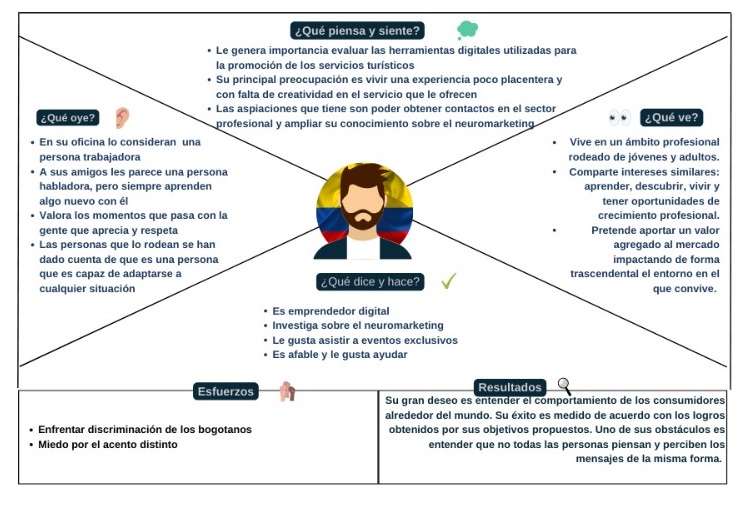 ¿Qué piensa y siente?
• Le genera importancia evaluar las herramientas digitales utilizadas para
la promoción de los servicios turísticos
• Su principal preocupación es vivir una experiencia poco placentera y
con falta de creatividad en el servicio que le ofrecen
• Las aspiaciones que tiene son poder obtener contactos en el sector
profesional y ampliar su conocimiento sobre el neuromarketing
¿Qué oye?
• En su oficina lo consideran una
persona trabajadora
• A sus amigos les parece una persona
habladora, pero siempre aprenden
algo nuevo con él
• Valora los momentos que pasa con la
gente que aprecia y respeta
• Las personas que lo rodean se han
dado cuenta de que es una persona
que es capaz de adaptarse a
cualquier situación
¿Qué ve?
• Vive en un ámbito profesional
rodeado de jóvenes y adultos.
• Comparte intereses similares:
aprender, descubrir, vivir y
tener oportunidades de
crecimiento profesional.
• Pretende aportar un valor
agregado al mercado
impactando de forma
trascendental el entorno en el
que convive.
¿Qué dice y hace?
• Es emprendedor digital
• Investiga sobre el neuromarketing
• Le gusta asistir a eventos exclusivos
• Es afable y le gusta ayudar
Esfuerzos
• Enfrentar discriminación de los bogotanos
• Miedo por el acento distinto
Resultados
Su gran deseo es entender el comportamiento de los consumidores
alrededor del mundo. Su éxito es medido de acuerdo con los logros
obtenidos por sus objetivos propuestos. Uno de sus obstáculos es
entender que no todas las personas piensan y perciben los
mensajes de la misma forma.